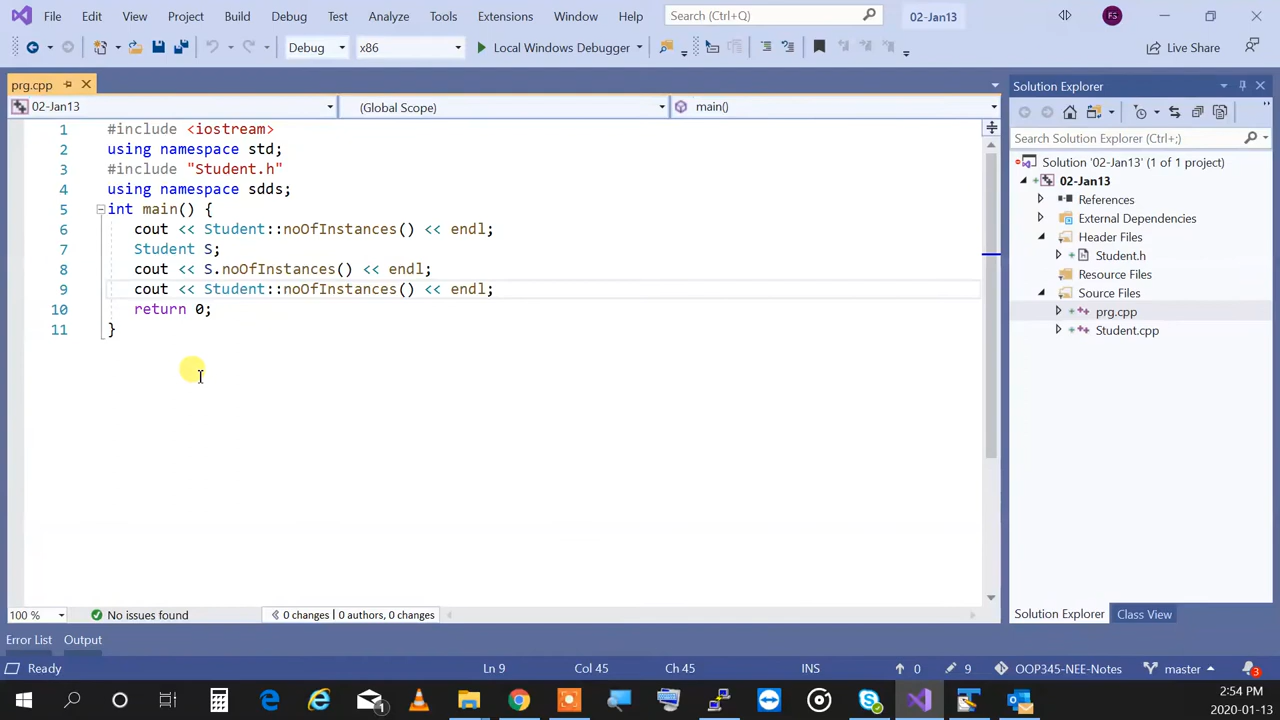 File Edit View Project Build Debug Test Analyze Tools Extensions Window Help Search (Ctrl+Q) 02-Jan13 FS
Debug x86 Local Windows Debugger Live Share
prg.cpp
02-Jan13 (Global Scope) main()
1 #include <iostream>
2 using namespace std;
3 #include "Student.h"
4 using namespace sdds;
5 int main() {
6 cout << Student::noOfInstances() << endl;
7 Student S;
8 cout << S.noOfInstances() << endl;
9 cout << Student::noOfInstances() << endl;
10 return 0;
11 }
Solution Explorer
Search Solution Explorer (Ctrl+;)
Solution '02-Jan13' (1 of 1 project)
02-Jan13
References
External Dependencies
Header Files
Student.h
Resource Files
Source Files
prg.cpp
Student.cpp
100 % No issues found 0 changes | 0 authors, 0 changes
Solution Explorer Class View
Error List Output
Ready Ln 9 Col 45 Ch 45 INS 0 9 OOP345-NEE-Notes master 3
1
2:54 PM
2020-01-13